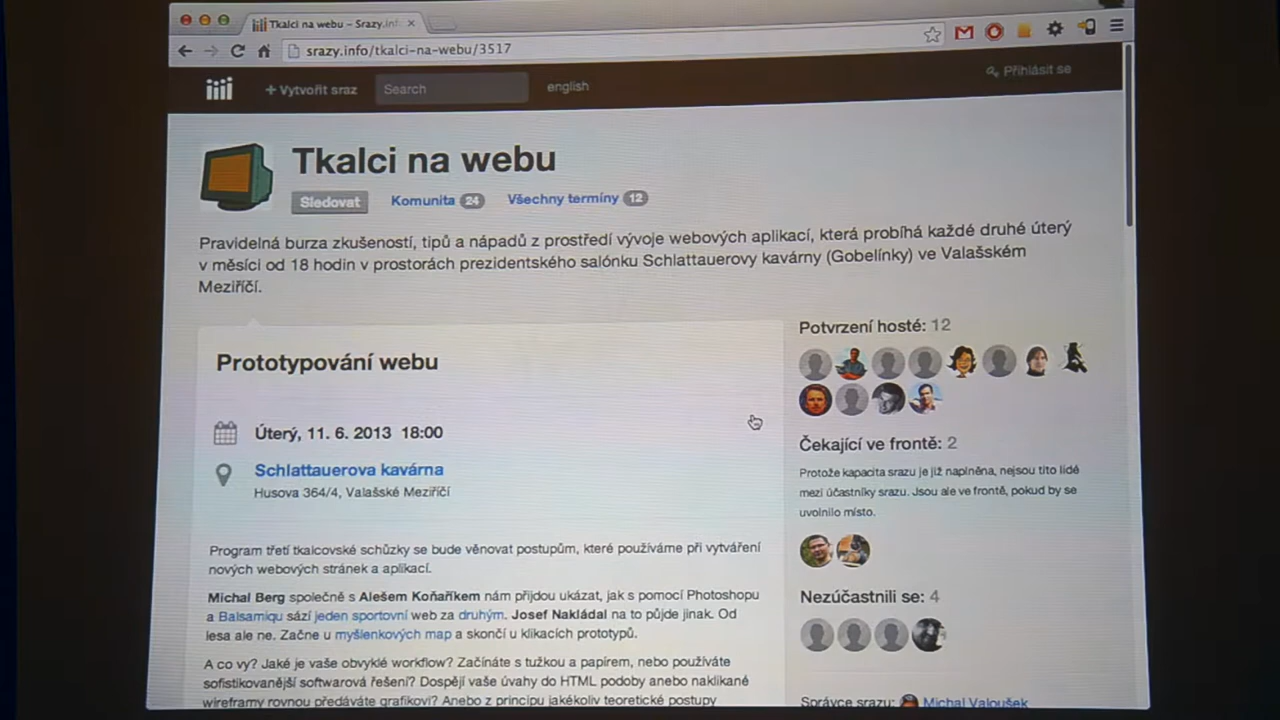 Tkalci na webu – Srazy.inf
srazy.info/tkalci-na-webu/3517
+ Vytvořit sraz
Search
english
Přihlásit se
Tkalci na webu
Sledovat
Komunita 24
Všechny termíny 12
Pravidelná burza zkušeností, tipů a nápadů z prostředí vývoje webových aplikací, která probíhá každé druhé úterý
v měsíci od 18 hodin v prostorách prezidentského salónku Schlattauerovy kavárny (Gobelínky) ve Valašském
Meziříčí.
Prototypování webu
Úterý, 11. 6. 2013 18:00
Schlattauerova kavárna
Husova 364/4, Valašské Meziříčí
Program třetí tkalcovské schůzky se bude věnovat postupům, které používáme při vytváření
nových webových stránek a aplikací.
Michal Berg společně s Alešem Koňaříkem nám přijdou ukázat, jak s pomocí Photoshopu
a Balsamiqu sází jeden sportovní web za druhým. Josef Nakládal na to půjde jinak. Od
lesa ale ne. Začne u myšlenkových map a skončí u klikacích prototypů.
A co vy? Jaké je vaše obvyklé workflow? Začínáte s tužkou a papírem, nebo používáte
sofistikovanější softwarová řešení? Dospějí vaše úvahy do HTML podoby anebo naklikané
wireframy rovnou předáváte grafikovi? Anebo z principu jakékoliv teoretické postupy
Potvrzení hosté: 12
Čekající ve frontě: 2
Protože kapacita srazu je již naplněna, nejsou tito lidé
mezi účastníky srazu. Jsou ale ve frontě, pokud by se
uvolnilo místo.
Nezúčastnili se: 4
Správce srazu: Michal Valoušek